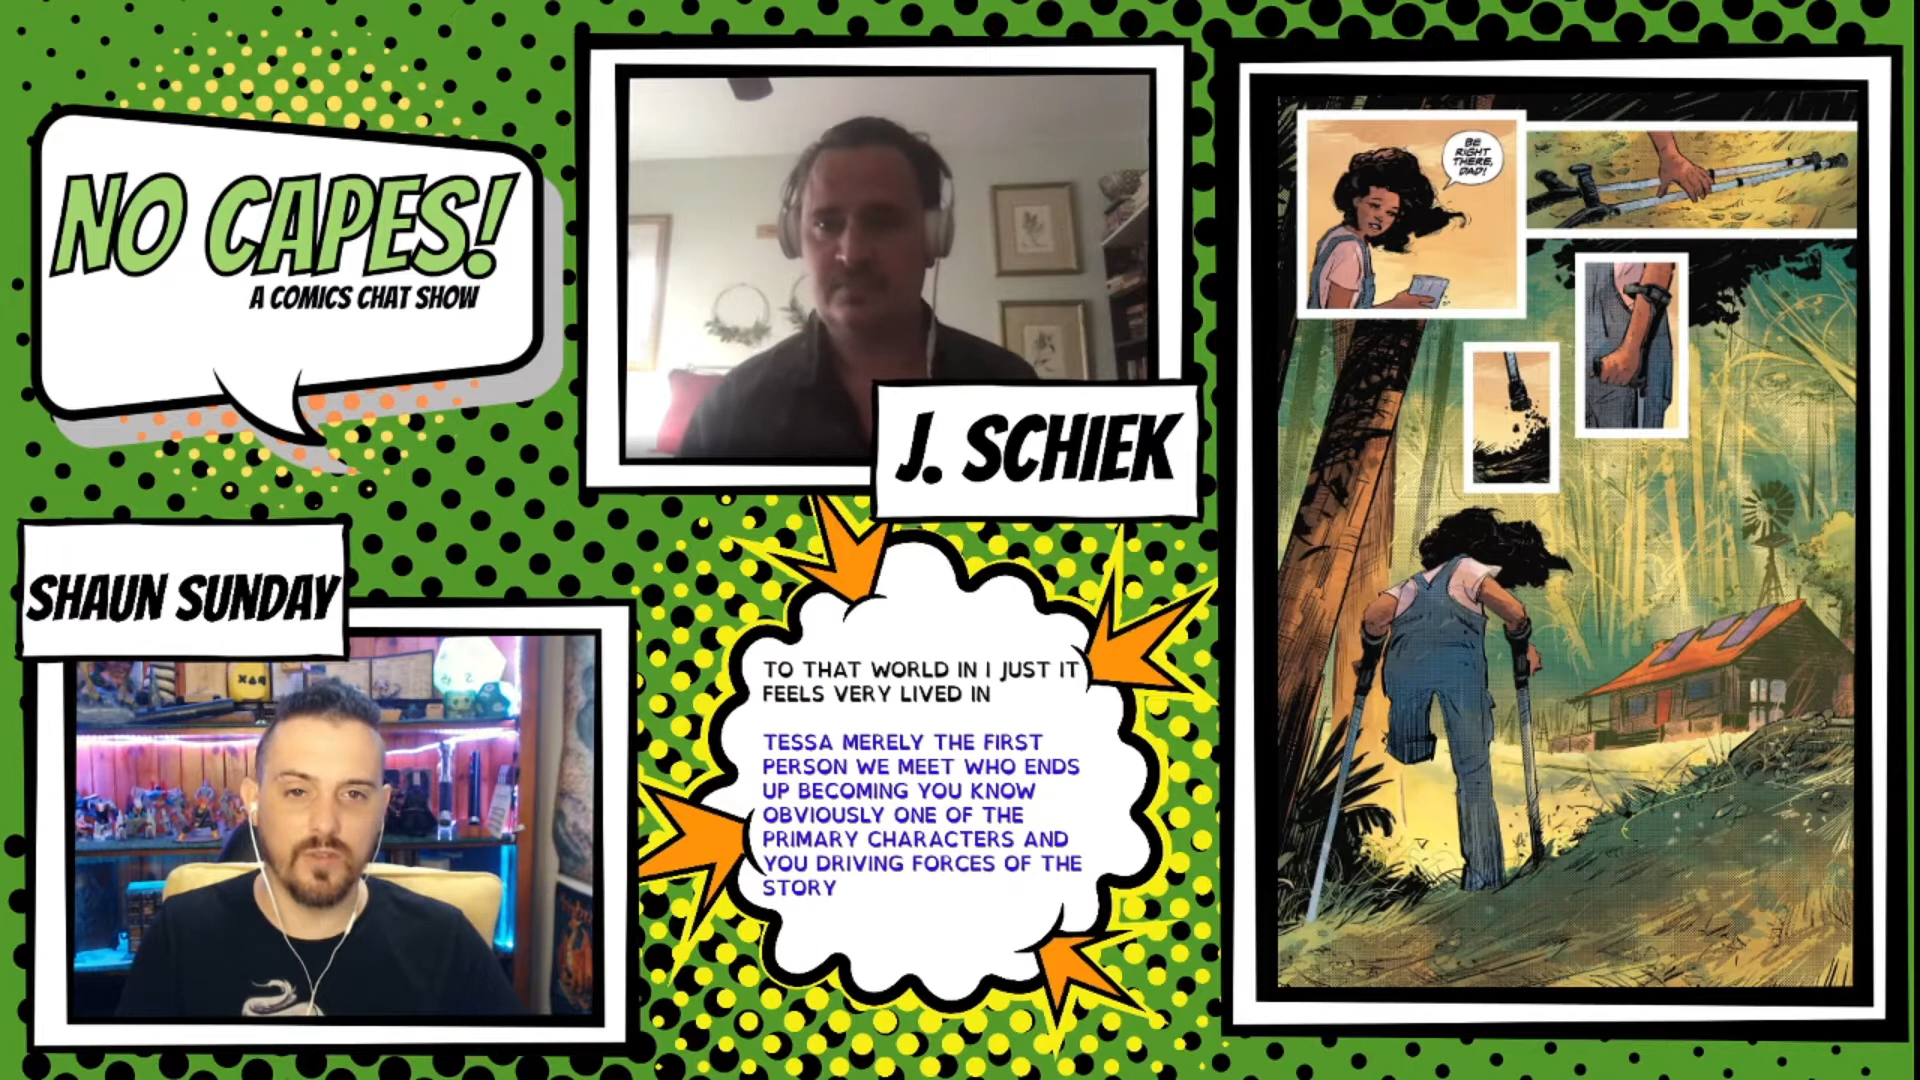 NO CAPES!
A COMICS CHAT SHOW
J. SCHIEK
SHAUN SUNDAY
TO THAT WORLD IN I JUST IT
FEELS VERY LIVED IN
TESSA MERELY THE FIRST
PERSON WE MEET WHO ENDS
UP BECOMING YOU KNOW
OBVIOUSLY ONE OF THE
PRIMARY CHARACTERS AND
YOU DRIVING FORCES OF THE
STORY
BE
RIGHT
THERE,
DAD!